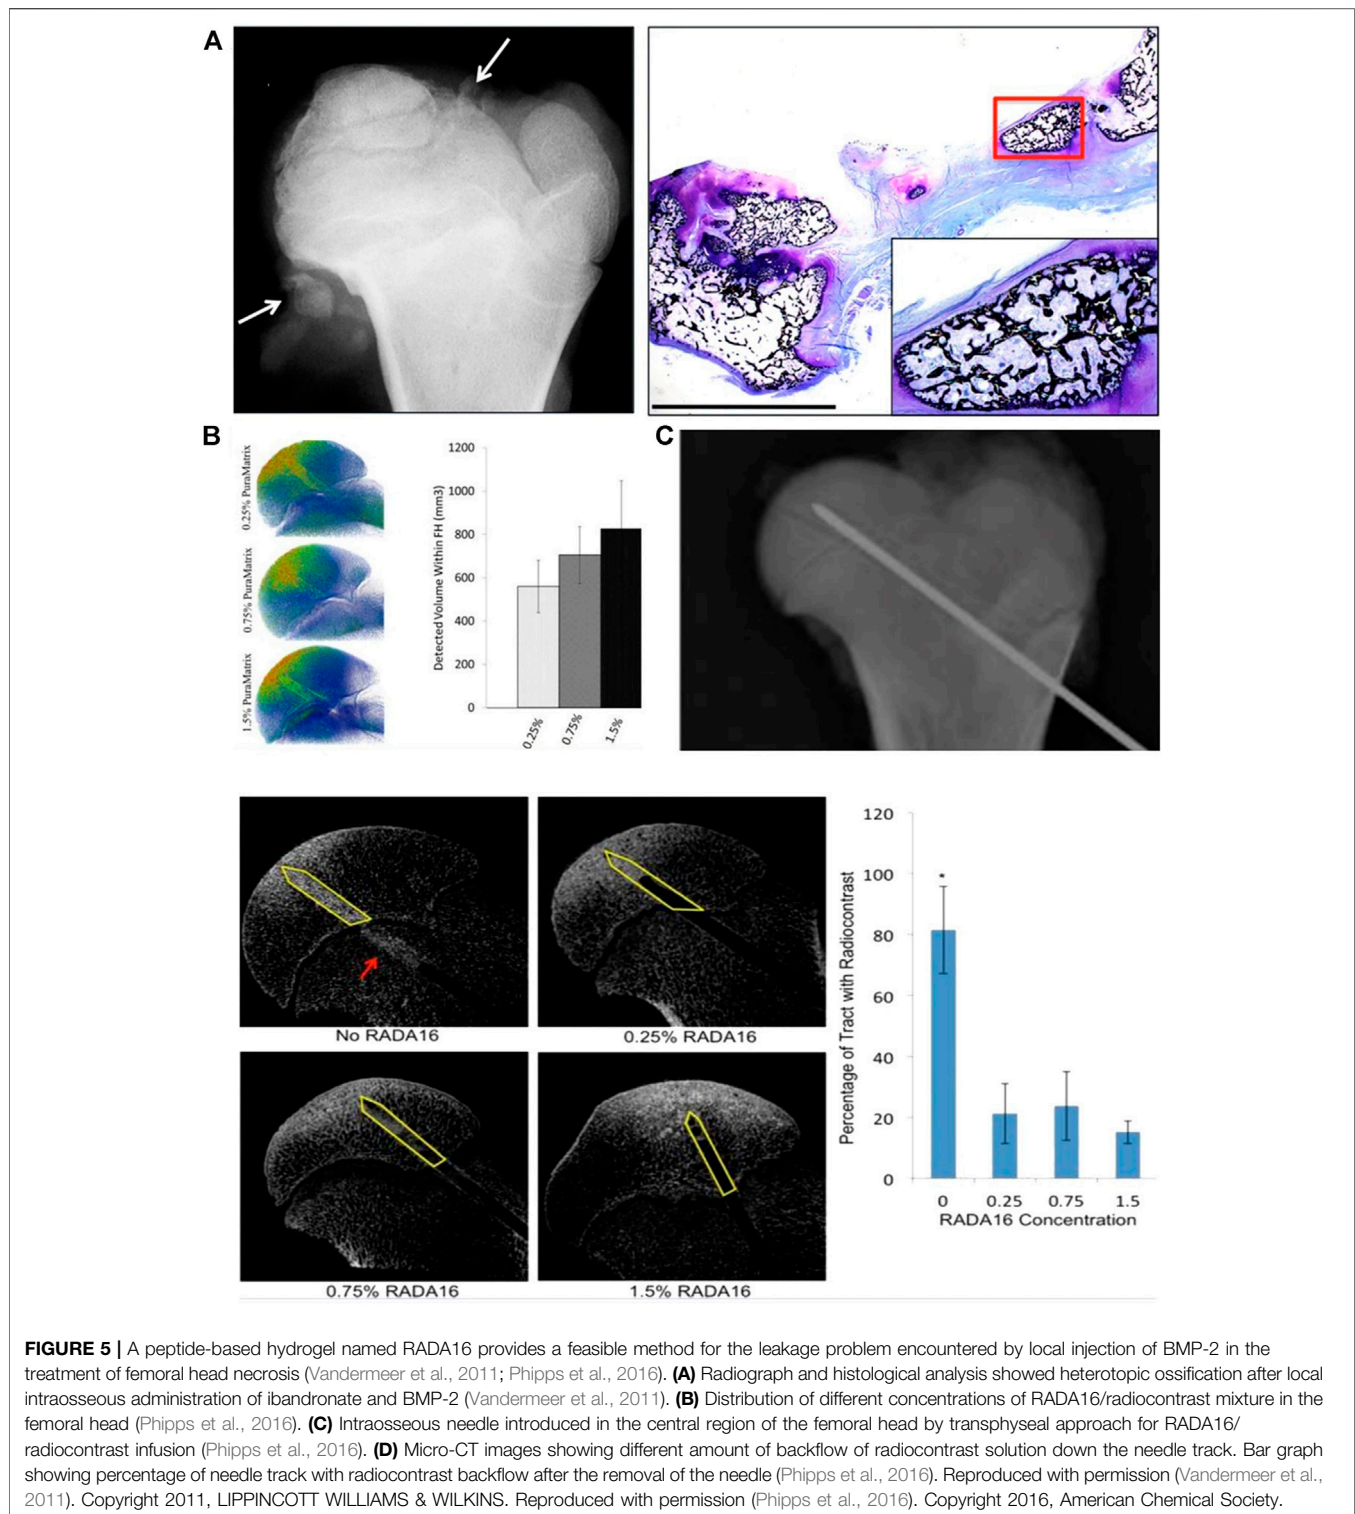 A
B
C
0.25% PuraMatrix
0.75% PuraMatrix
1.5% PuraMatrix
Detected Volume Within FH (mm3)
1200
1000
800
600
400
200
0
0.25%
0.75%
1.5%
No RADA16
0.25% RADA16
0.75% RADA16
1.5% RADA16
Percentage of Tract with Radiocontrast
120
100
80
60
40
20
0
*
0 0.25 0.75 1.5
RADA16 Concentration
FIGURE 5 | A peptide-based hydrogel named RADA16 provides a feasible method for the leakage problem encountered by local injection of BMP-2 in the
treatment of femoral head necrosis (Vandermeer et al., 2011; Phipps et al., 2016). (A) Radiograph and histological analysis showed heterotopic ossification after local
intraosseous administration of ibandronate and BMP-2 (Vandermeer et al., 2011). (B) Distribution of different concentrations of RADA16/radiocontrast mixture in the
femoral head (Phipps et al., 2016). (C) Intraosseous needle introduced in the central region of the femoral head by transphyseal approach for RADA16/
radiocontrast infusion (Phipps et al., 2016). (D) Micro-CT images showing different amount of backflow of radiocontrast solution down the needle track. Bar graph
showing percentage of needle track with radiocontrast backflow after the removal of the needle (Phipps et al., 2016). Reproduced with permission (Vandermeer et al.,
2011). Copyright 2011, LIPPINCOTT WILLIAMS & WILKINS. Reproduced with permission (Phipps et al., 2016). Copyright 2016, American Chemical Society.